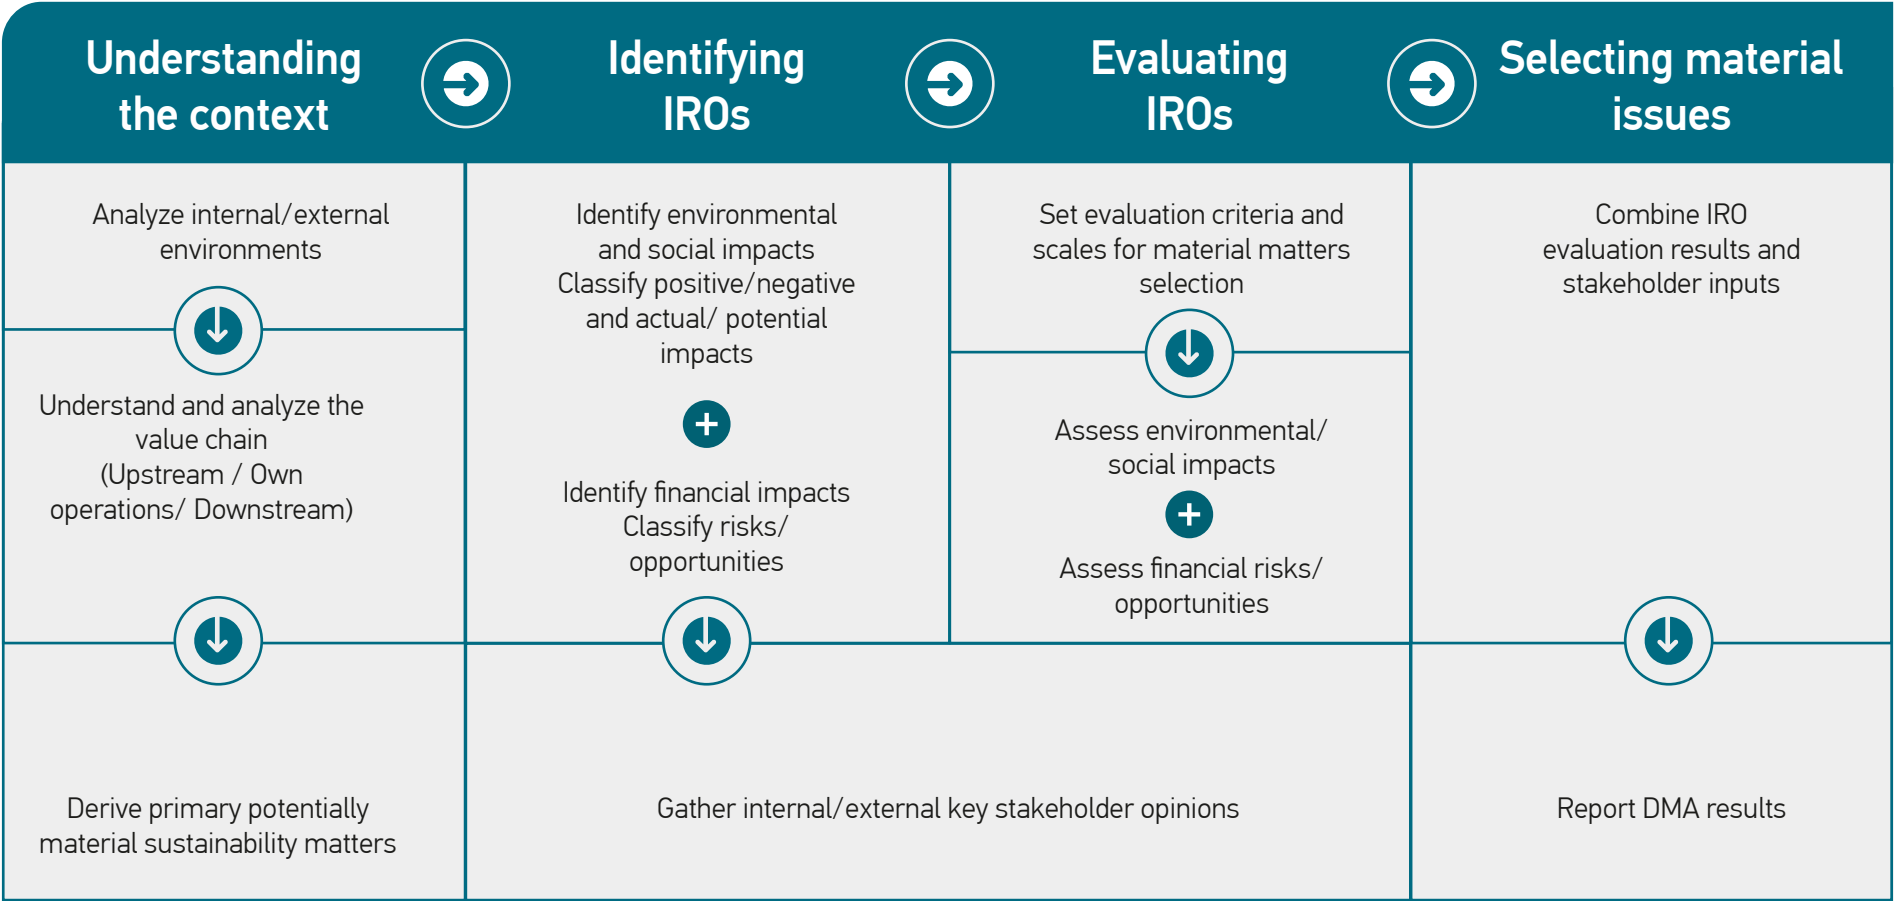 Understanding
the context
Identifying
IROs
Evaluating
IROs
Selecting material
issues
Analyze internal/external
environments
Understand and analyze the
value chain
(Upstream / Own
operations/ Downstream)
Derive primary potentially
material sustainability matters
Identify environmental
and social impacts
Classify positive/negative
and actual/ potential
impacts
+
Identify financial impacts
Classify risks/
opportunities
Set evaluation criteria and
scales for material matters
selection
Assess environmental/
social impacts
+
Assess financial risks/
opportunities
Gather internal/external key stakeholder opinions
Combine IRO
evaluation results and
stakeholder inputs
Report DMA results